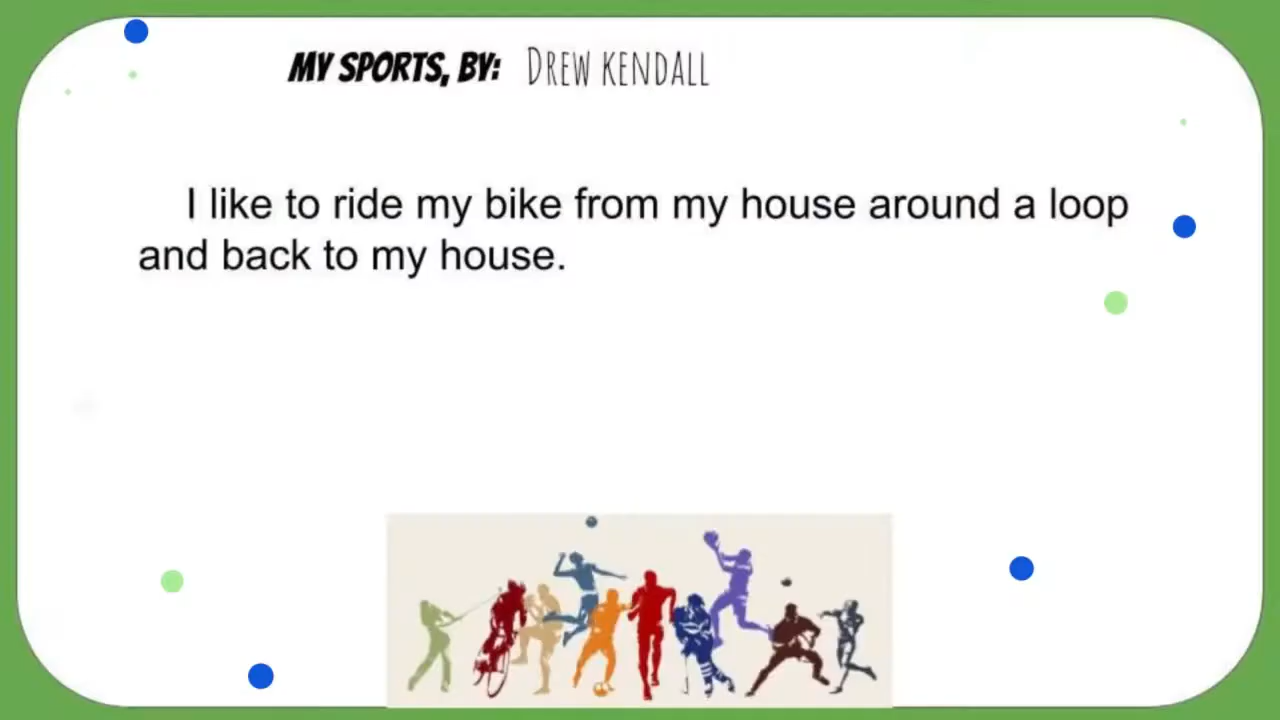 MY SPORTS, BY: DREW KENDALL
I like to ride my bike from my house around a loop
and back to my house.